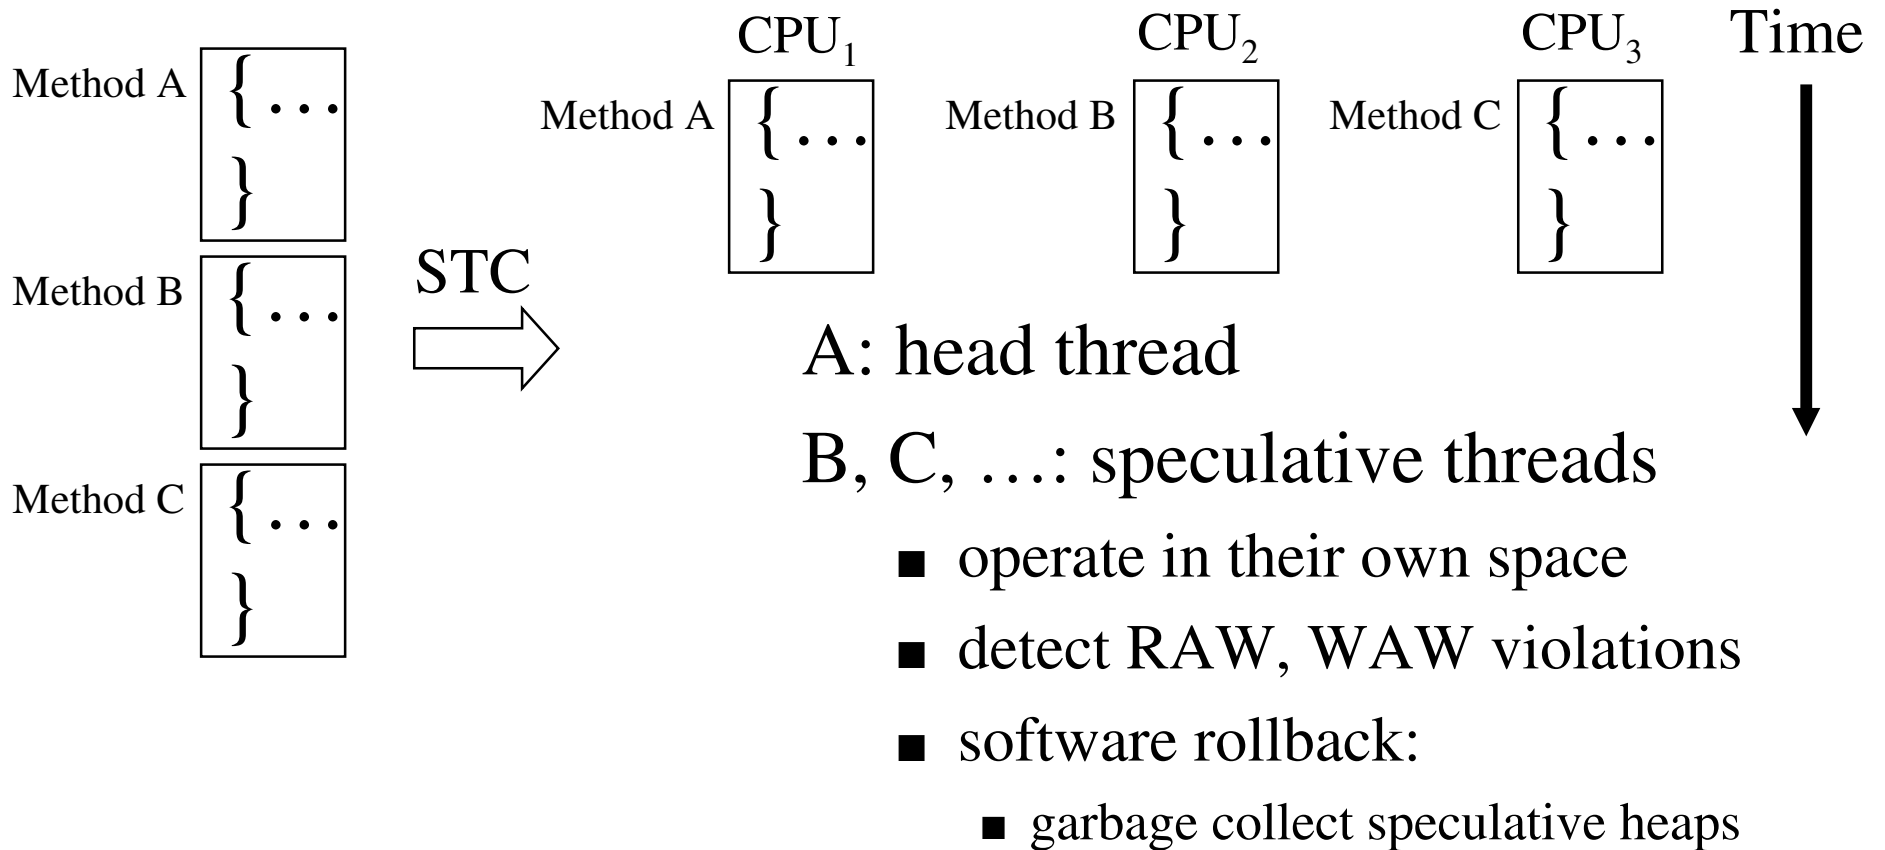 Method A
{…
}
Method B
{…
}
Method C
{…
}
STC
CPU₁
Method A
{…
}
CPU₂
Method B
{…
}
CPU₃
Method C
{…
}
Time
A: head thread
B, C, …: speculative threads
■ operate in their own space
■ detect RAW, WAW violations
■ software rollback:
■ garbage collect speculative heaps